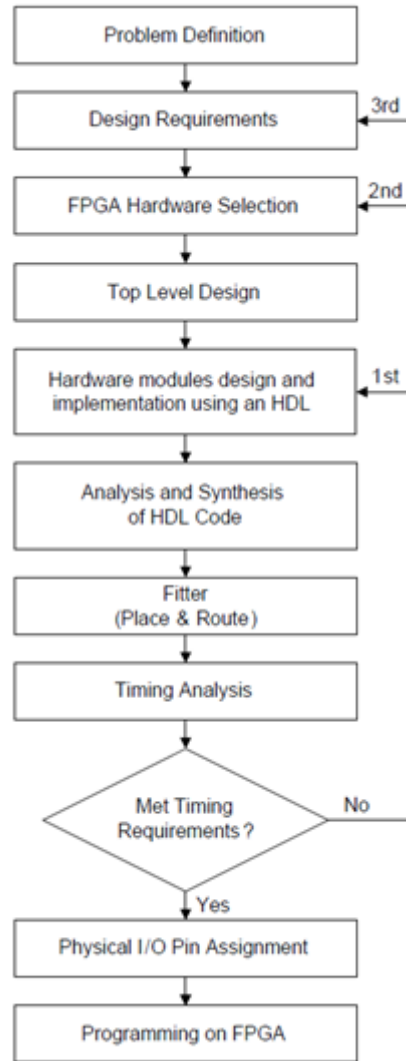 Problem Definition
Design Requirements
3rd
FPGA Hardware Selection
2nd
Top Level Design
Hardware modules design and
implementation using an HDL
1st
Analysis and Synthesis
of HDL Code
Fitter
(Place & Route)
Timing Analysis
Met Timing
Requirements?
No
Yes
Physical I/O Pin Assignment
Programming on FPGA